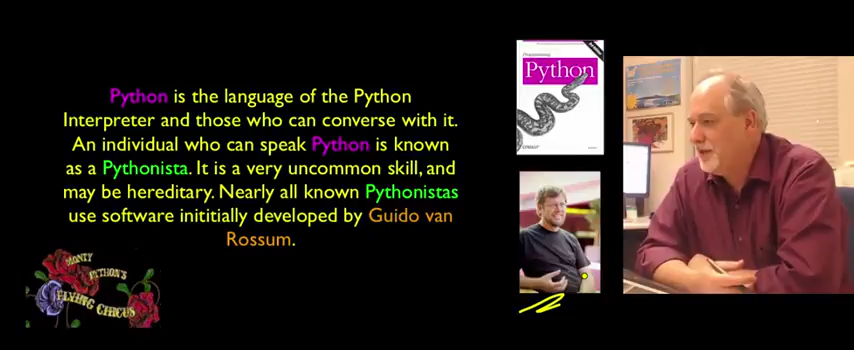 Python is the language of the Python
Interpreter and those who can converse with it.
An individual who can speak Python is known
as a Pythonista. It is a very uncommon skill, and
may be hereditary. Nearly all known Pythonistas
use software inititially developed by Guido van
Rossum.
Programming
Python
O'REILLY
MONTY
PYTHON'S
FLYING CIRCUS